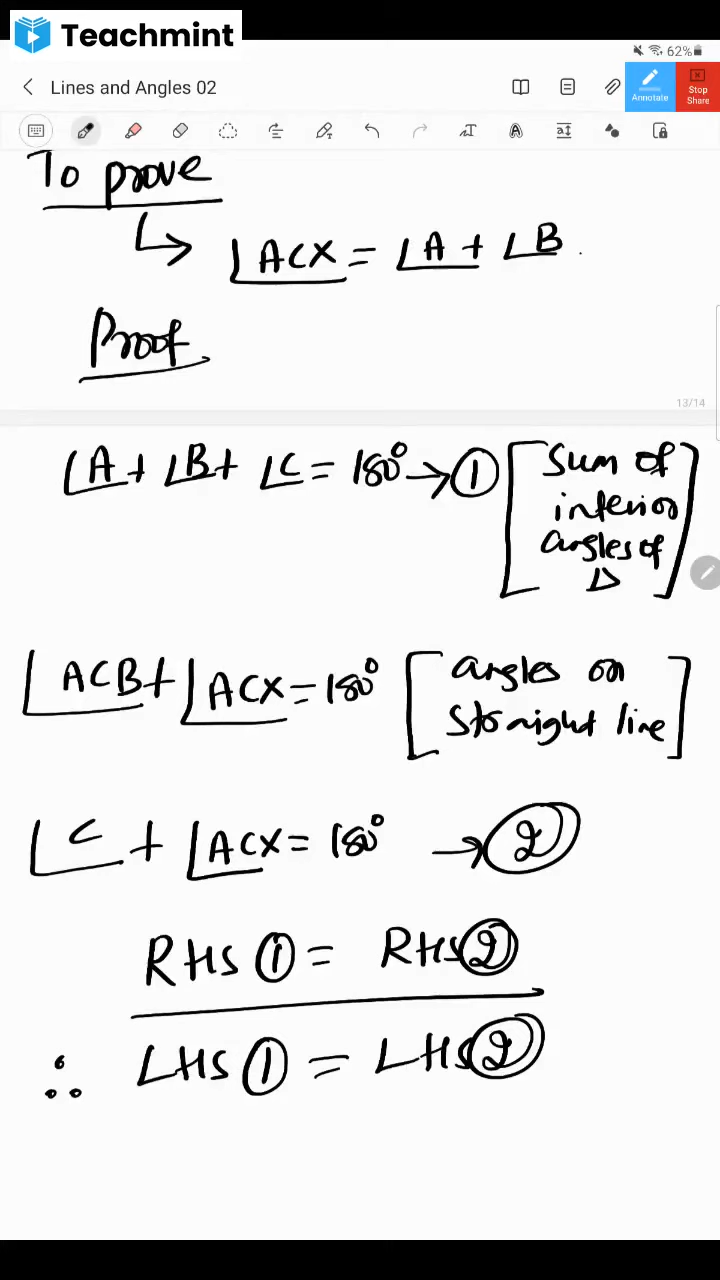 Teachmint
62%
Lines and Angles 02
Annotate
Stop Share
To prove
∠ACX = ∠A + ∠B
Proof
13/14
∠A + ∠B + ∠C = 180° → ① [Sum of interior angles of Δ]
∠ACB + ∠ACX = 180° [angles on straight line]
∠C + ∠ACX = 180° → ②
RHS ① = RHS ②
∴ LHS ① = LHS ②